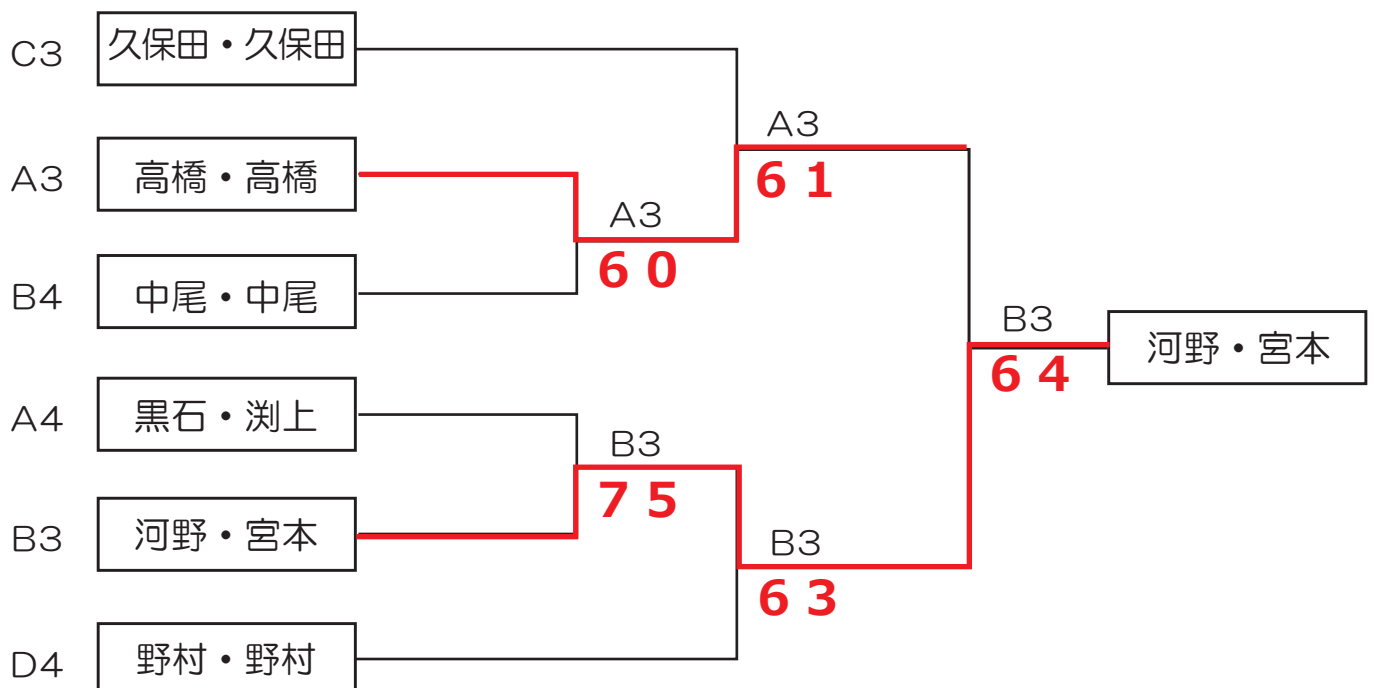 C3 久保田・久保田
A3
A3 高橋・高橋
6 1
A3
6 0
B4 中尾・中尾
B3
河野・宮本
6 4
A4 黒石・渕上
B3
7 5
B3 河野・宮本
B3
6 3
D4 野村・野村